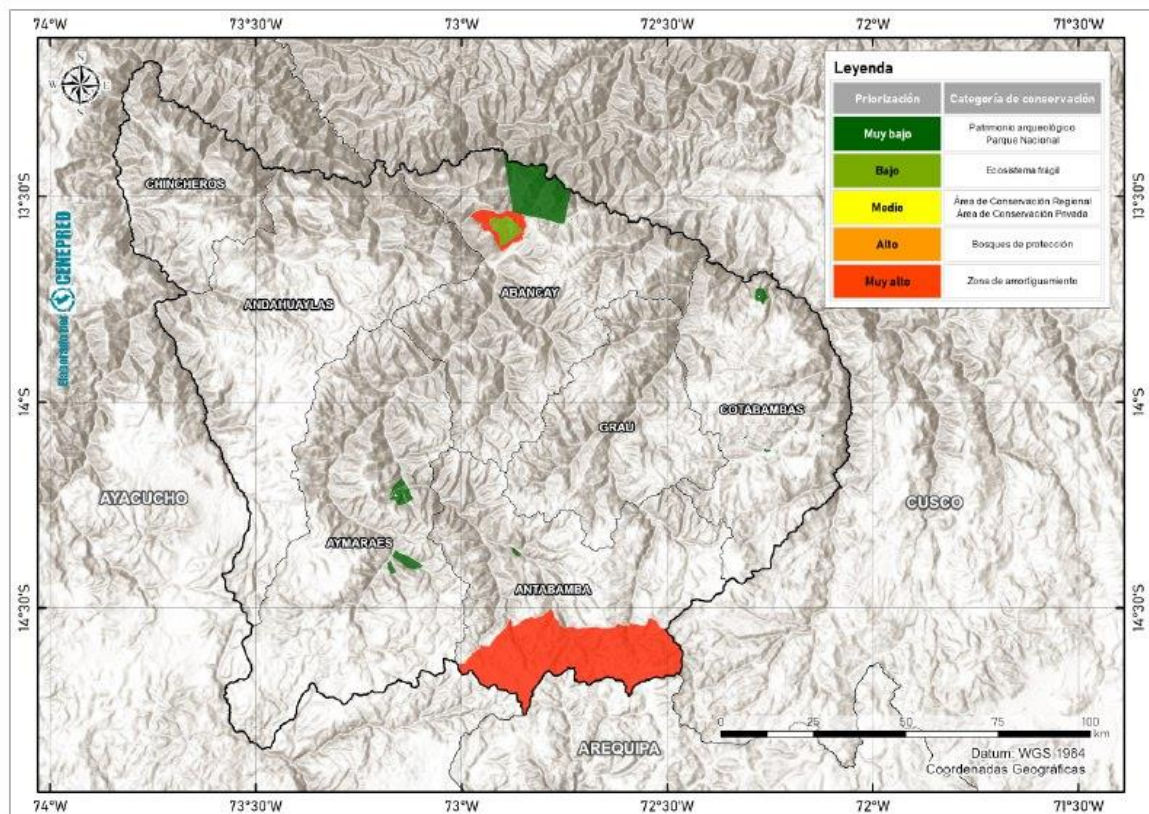 74°W 73°30'W 73°W 72°30'W 72°W 71°30'W
N
W E
S
Leyenda
Priorización Categoría de conservación
Muy bajo Patrimonio arqueológico
Parque Nacional
Bajo Ecosistema frágil
Medio Área de Conservación Regional
Área de Conservación Privada
Alto Bosques de protección
Muy alto Zona de amortiguamiento
13°30'S 13°30'S
14°S 14°S
14°30'S 14°30'S
Elaborado por CENEPRED
CHINCHEROS
ANDAHUAYLAS
ABANCAY
COTABAMBAS
GRAU
AYACUCHO
CUSCO
AYMARAES
ANTABAMBA
AREQUIPA
0 25 50 75 100
km
Datum: WGS 1984
Coordenadas Geográficas
74°W 73°30'W 73°W 72°30'W 72°W 71°30'W